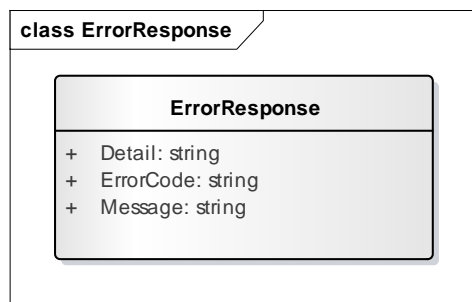 class ErrorResponse
ErrorResponse
+ Detail: string
+ ErrorCode: string
+ Message: string